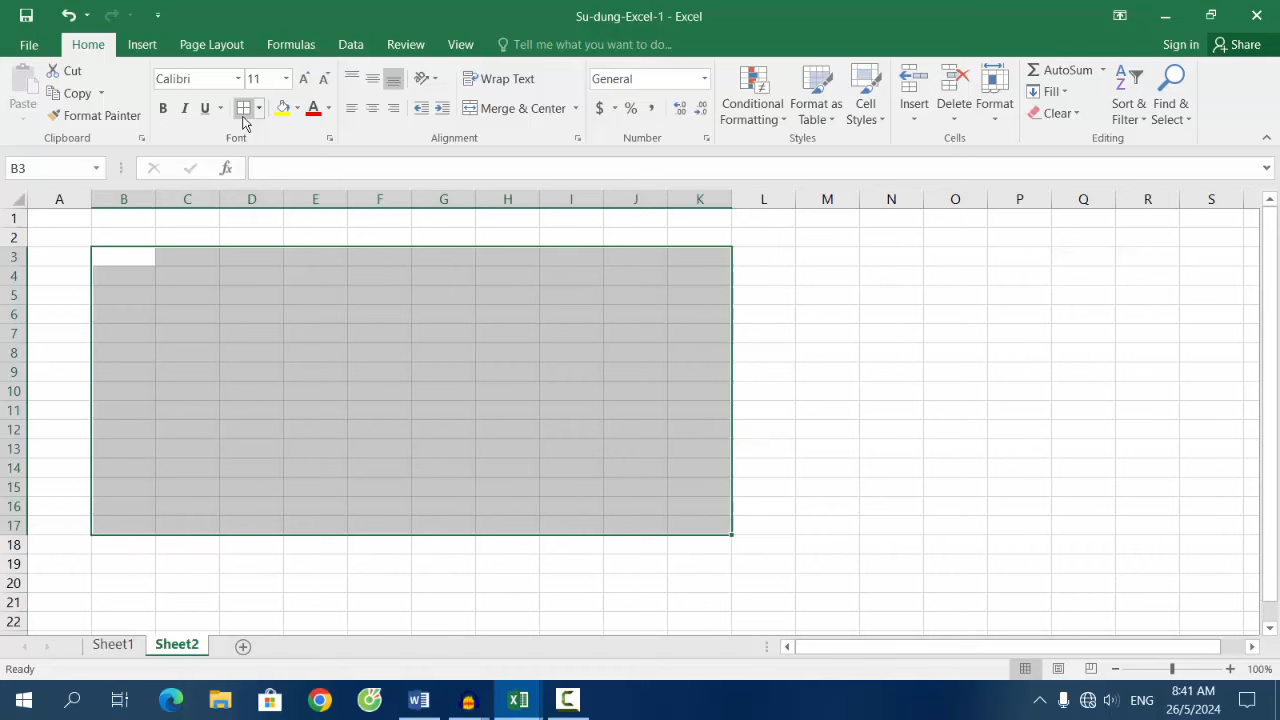 Su-dung-Excel-1 - Excel
File Home Insert Page Layout Formulas Data Review View Tell me what you want to do... Sign in Share
Paste
Cut
Copy
Format Painter
Clipboard
Calibri 11
B I U A
Font
Wrap Text
Merge & Center
Alignment
General
$ % ,
Number
Conditional Formatting
Format as Table
Cell Styles
Styles
Insert Delete Format
Cells
AutoSum
Fill
Clear
Sort & Filter
Find & Select
Editing
B3 fx
A B C D E F G H I J K L M N O P Q R S
1
2
3
4
5
6
7
8
9
10
11
12
13
14
15
16
17
18
19
20
21
22
Sheet1 Sheet2
Ready 100%
ENG 8:41 AM
26/5/2024